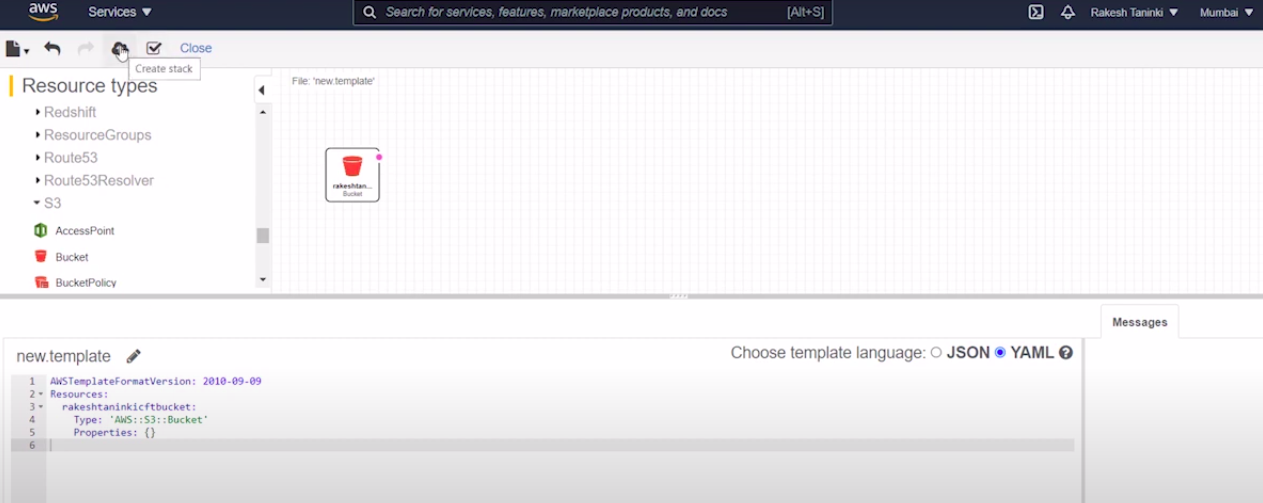 aws
Services ▼
Search for services, features, marketplace products, and docs [Alt+S]
Rakesh Taninki ▼
Mumbai ▼
Close
Create stack
Resource types
Redshift
ResourceGroups
Route53
Route53Resolver
S3
AccessPoint
Bucket
BucketPolicy
File: 'new.template'
rakeshtan...
Bucket
Messages
new.template
Choose template language: JSON YAML ?
1 AWSTemplateFormatVersion: 2010-09-09
2 Resources:
3 rakeshtaninkicftbucket:
4 Type: 'AWS::S3::Bucket'
5 Properties: {}
6